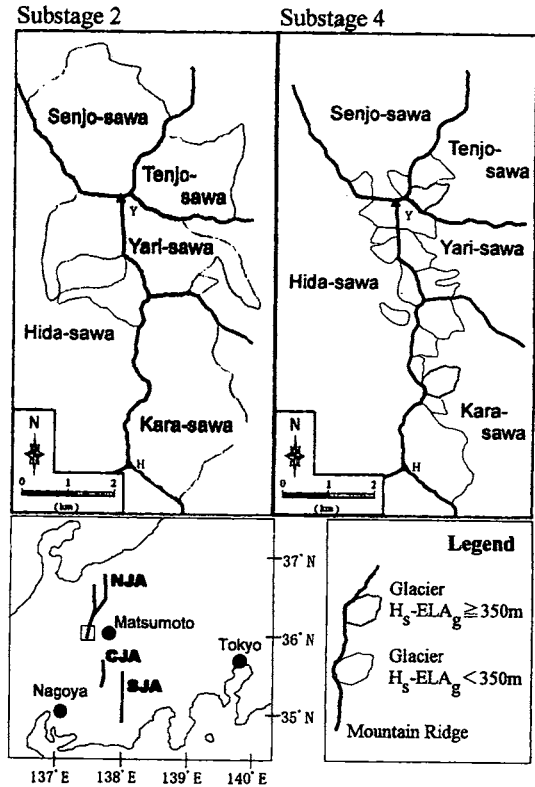 Substage 2
Senjo-sawa
Tenjo-
sawa
Y
Yari-sawa
Hida-sawa
Kara-sawa
H
N
0 1 2
(km)
Substage 4
Senjo-sawa
Tenjo-
sawa
Y
Yari-sawa
Hida-sawa
Kara-
sawa
H
N
0 1 2
(km)
NJA
Matsumoto
CJA
SJA
Tokyo
Nagoya
37°N
36°N
35°N
137°E 138°E 139°E 140°E
Legend
Glacier
Hs-ELAg≧350m
Glacier
Hs-ELAg<350m
Mountain Ridge